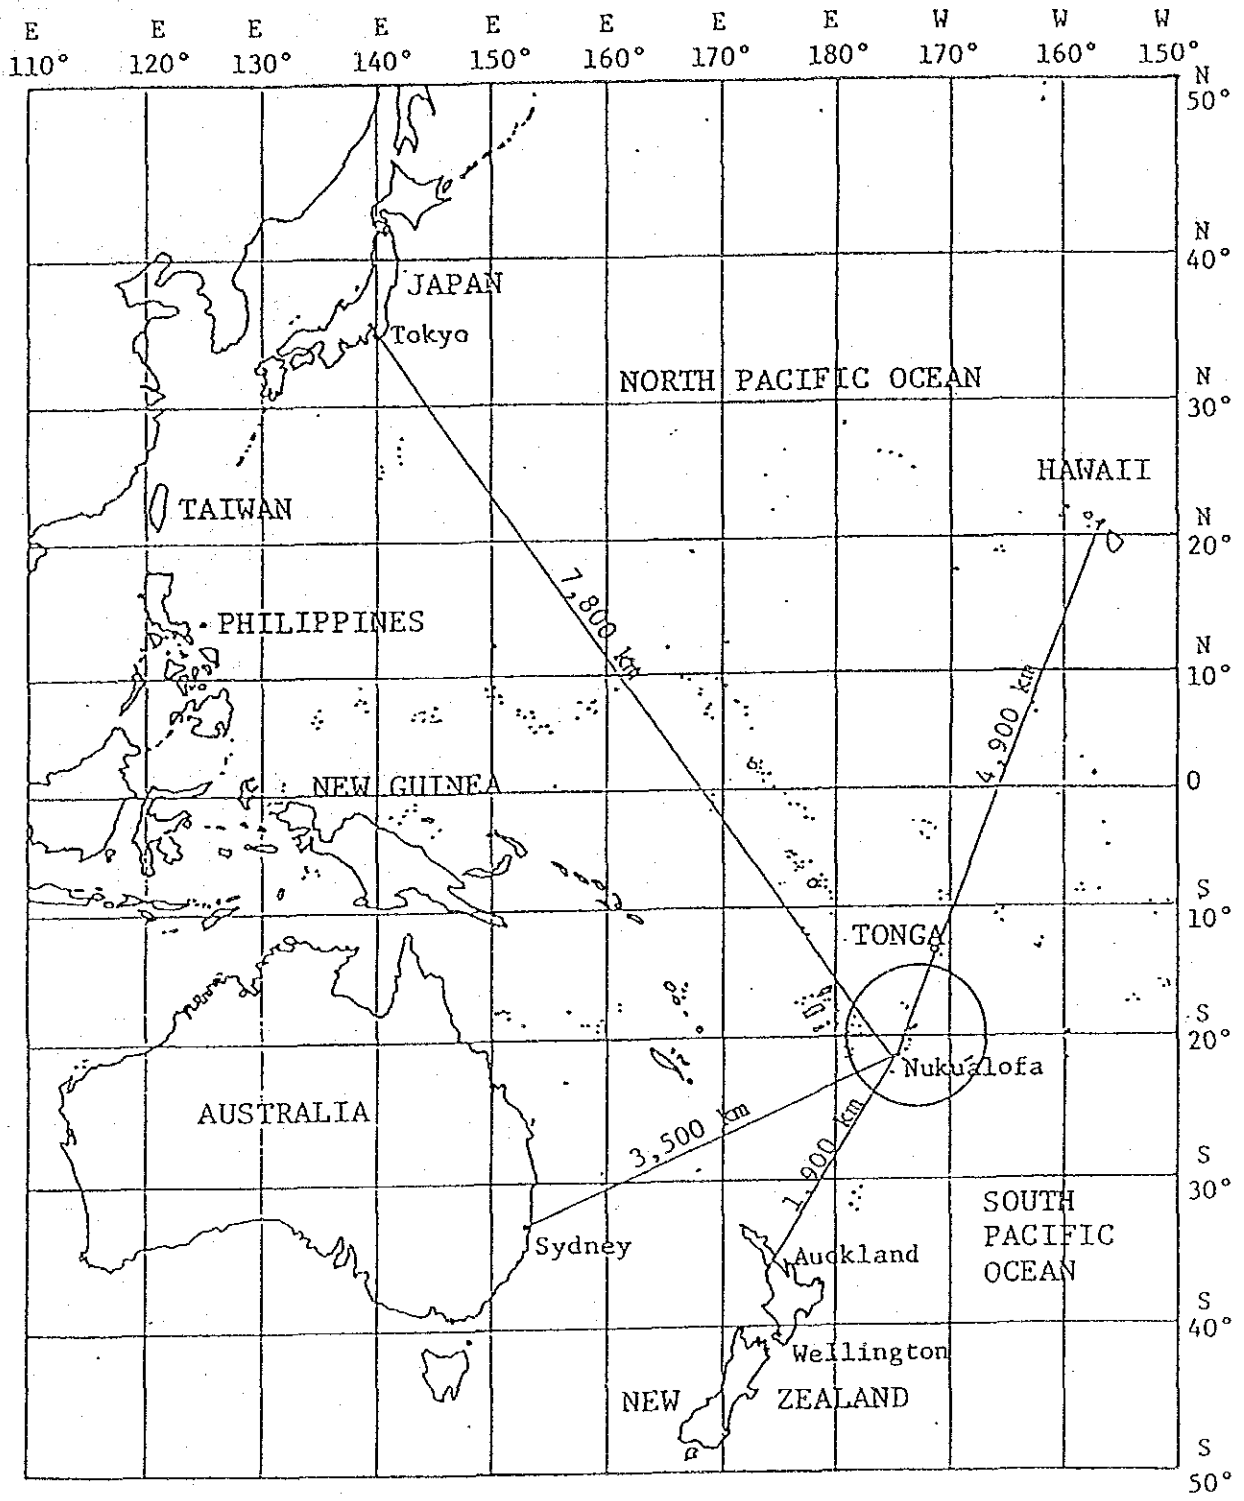 E E E E E E E E W W W
110° 120° 130° 140° 150° 160° 170° 180° 170° 160° 150°
N
50°
N
40°
JAPAN
Tokyo
NORTH PACIFIC OCEAN
N
30°
HAWAII
TAIWAN
N
20°
7,800 km
PHILIPPINES
N
10°
4,900 km
NEW GUINEA
0
S
10°
TONGA
S
20°
Nukualofa
AUSTRALIA
3,500 km
1,900 km
S
30°
SOUTH
PACIFIC
OCEAN
Sydney
Auckland
S
40°
Wellington
NEW ZEALAND
S
50°